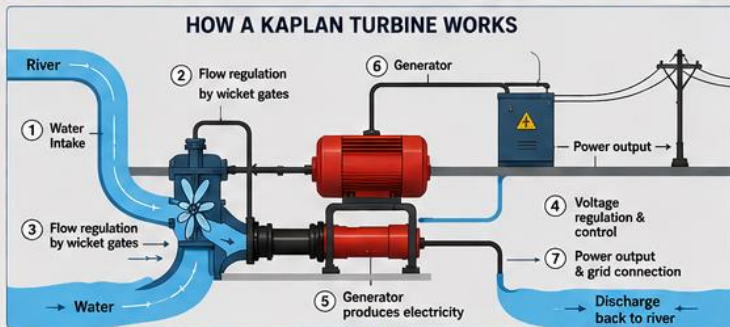 HOW A KAPLAN TURBINE WORKS
River
2 Flow regulation
by wicket gates
6 Generator
1 Water
Intake
Power output
3 Flow regulation
by wicket gates
4 Voltage
regulation &
control
7 Power output
& grid connection
Water
5 Generator
produces electricity
Discharge
back to river